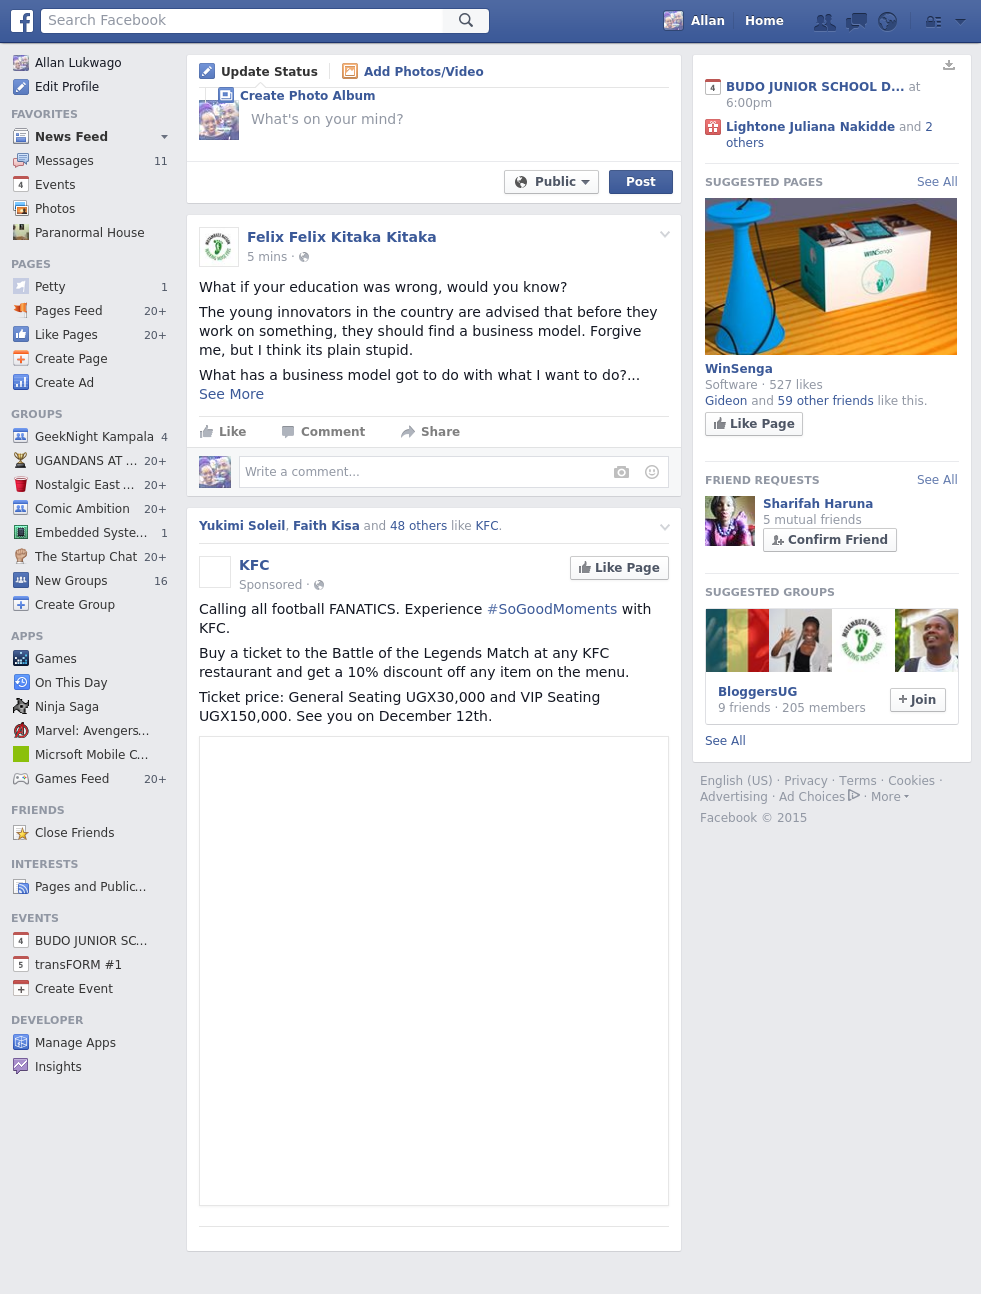 Search Facebook
Allan
Home
Allan Lukwago
Edit Profile
FAVORITES
News Feed
Messages 11
Events
Photos
Paranormal House
PAGES
Petty 1
Pages Feed 20+
Like Pages 20+
Create Page
Create Ad
GROUPS
GeekNight Kampala 4
UGANDANS AT ... 20+
Nostalgic East ... 20+
Comic Ambition 20+
Embedded Syste... 1
The Startup Chat 20+
New Groups 16
Create Group
APPS
Games
On This Day
Ninja Saga
Marvel: Avengers...
Micrsoft Mobile C...
Games Feed 20+
FRIENDS
Close Friends
INTERESTS
Pages and Public...
EVENTS
BUDO JUNIOR SC...
transFORM #1
Create Event
DEVELOPER
Manage Apps
Insights
Update Status
Add Photos/Video
Create Photo Album
What's on your mind?
Public
Post
Felix Felix Kitaka Kitaka
5 mins ·
What if your education was wrong, would you know?
The young innovators in the country are advised that before they
work on something, they should find a business model. Forgive
me, but I think its plain stupid.
What has a business model got to do with what I want to do?...
See More
Like
Comment
Share
Write a comment...
Yukimi Soleil, Faith Kisa and 48 others like KFC.
KFC
Sponsored ·
Like Page
Calling all football FANATICS. Experience #SoGoodMoments with
KFC.
Buy a ticket to the Battle of the Legends Match at any KFC
restaurant and get a 10% discount off any item on the menu.
Ticket price: General Seating UGX30,000 and VIP Seating
UGX150,000. See you on December 12th.
4
BUDO JUNIOR SCHOOL D... at
6:00pm
Lightone Juliana Nakidde and 2
others
SUGGESTED PAGES
See All
WinSenga
WinSenga
Software · 527 likes
Gideon and 59 other friends like this.
Like Page
FRIEND REQUESTS
See All
Sharifah Haruna
5 mutual friends
Confirm Friend
SUGGESTED GROUPS
MUTAMBUZE NATION
WALKING NOISE FREE
BloggersUG
9 friends · 205 members
+ Join
See All
English (US) · Privacy · Terms · Cookies ·
Advertising · Ad Choices · More
Facebook © 2015